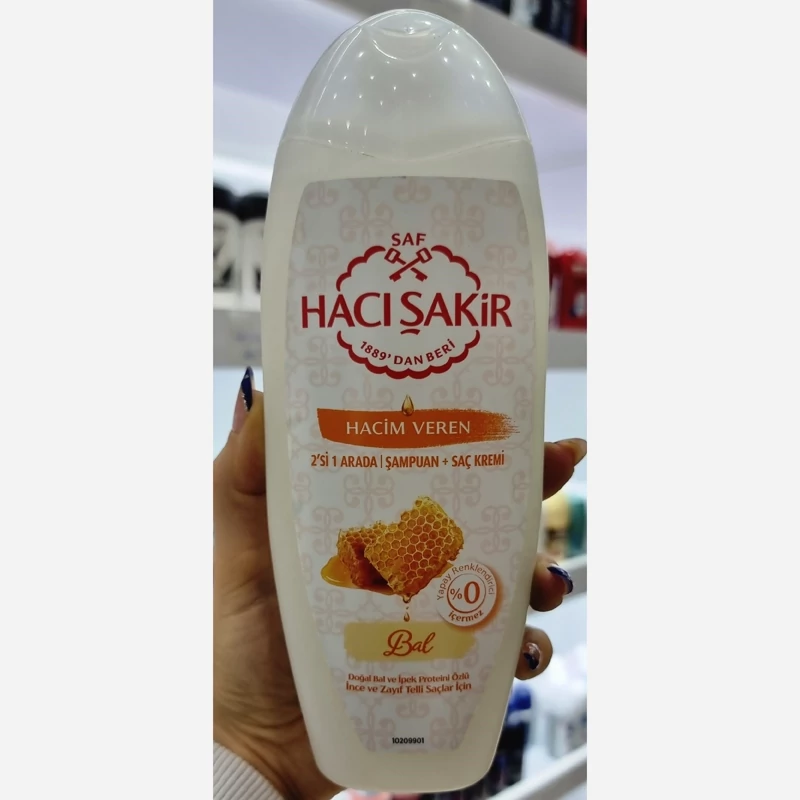 SAF
HACI ŞAKİR
1889'DAN BERİ
HACİM VEREN
2'Sİ 1 ARADA | ŞAMPUAN + SAÇ KREMİ
Yapay Renklendirici
%0
içermez
Bal
Doğal Bal ve İpek Proteini Özlü
İnce ve Zayıf Telli Saçlar İçin
10209901